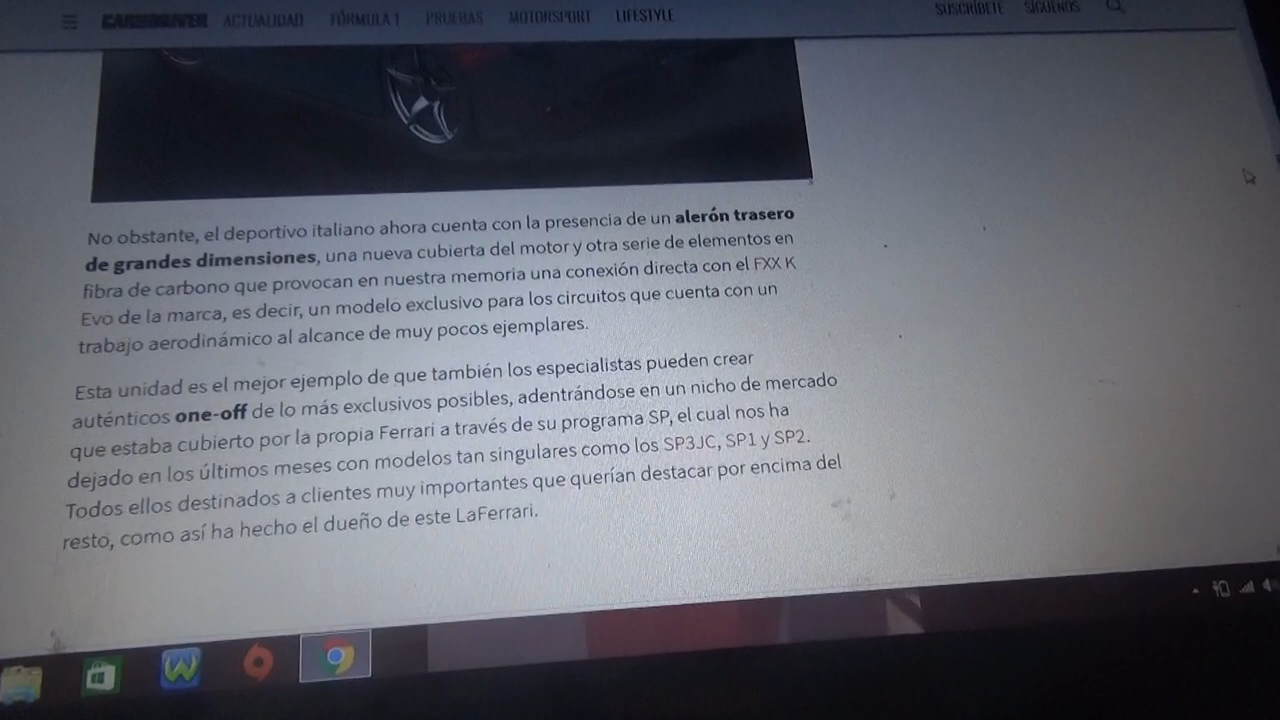 CAR&DRIVER ACTUALIDAD FÓRMULA 1 PRUEBAS MOTORSPORT LIFESTYLE SUSCRÍBETE SÍGUENOS
No obstante, el deportivo italiano ahora cuenta con la presencia de un alerón trasero
de grandes dimensiones, una nueva cubierta del motor y otra serie de elementos en
fibra de carbono que provocan en nuestra memoria una conexión directa con el FXX K
Evo de la marca, es decir, un modelo exclusivo para los circuitos que cuenta con un
trabajo aerodinámico al alcance de muy pocos ejemplares.
Esta unidad es el mejor ejemplo de que también los especialistas pueden crear
auténticos one-off de lo más exclusivos posibles, adentrándose en un nicho de mercado
que estaba cubierto por la propia Ferrari a través de su programa SP, el cual nos ha
dejado en los últimos meses con modelos tan singulares como los SP3JC, SP1 y SP2.
Todos ellos destinados a clientes muy importantes que querían destacar por encima del
resto, como así ha hecho el dueño de este LaFerrari.